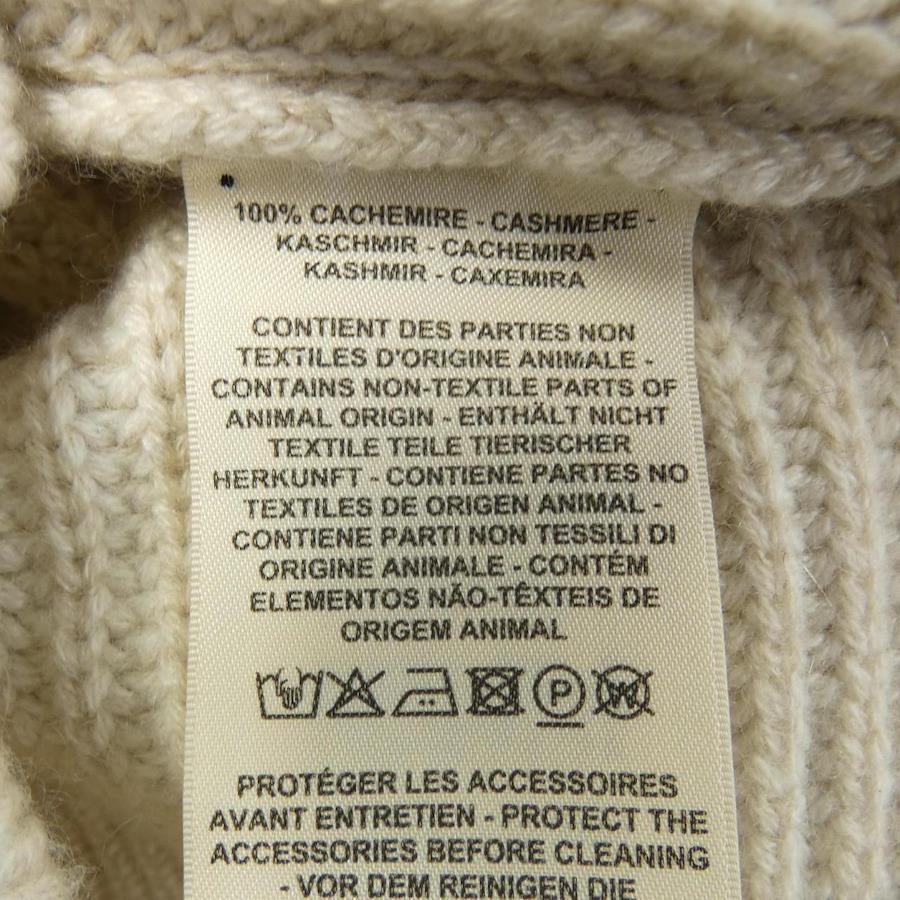 100% CACHEMIRE - CASHMERE -
KASCHMIR - CACHEMIRA -
KASHMIR - CAXEMIRA
CONTIENT DES PARTIES NON
TEXTILES D'ORIGINE ANIMALE -
CONTAINS NON-TEXTILE PARTS OF
ANIMAL ORIGIN - ENTHÄLT NICHT
TEXTILE TEILE TIERISCHER
HERKUNFT - CONTIENE PARTES NO
TEXTILES DE ORIGEN ANIMAL -
CONTIENE PARTI NON TESSILI DI
ORIGINE ANIMALE - CONTÉM
ELEMENTOS NÃO-TÊXTEIS DE
ORIGEM ANIMAL
P W
PROTÉGER LES ACCESSOIRES
AVANT ENTRETIEN - PROTECT THE
ACCESSORIES BEFORE CLEANING
- VOR DEM REINIGEN DIE